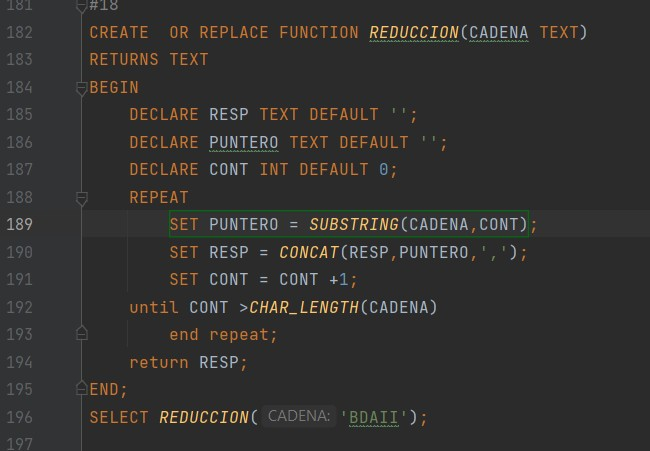 181 #18
182 CREATE  OR REPLACE FUNCTION REDUCCION(CADENA TEXT)
183 RETURNS TEXT
184 BEGIN
185     DECLARE RESP TEXT DEFAULT '';
186     DECLARE PUNTERO TEXT DEFAULT '';
187     DECLARE CONT INT DEFAULT 0;
188     REPEAT
189         SET PUNTERO = SUBSTRING(CADENA,CONT);
190         SET RESP = CONCAT(RESP,PUNTERO,',');
191         SET CONT = CONT +1;
192     until CONT >CHAR_LENGTH(CADENA)
193         end repeat;
194     return RESP;
195 END;
196 SELECT REDUCCION( CADENA: 'BDAII');
197